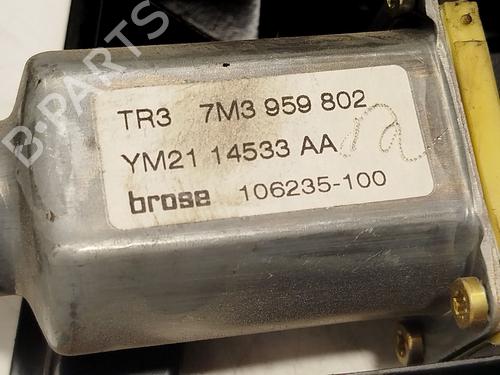 B-PARTS
TR3 7M3 959 802
YM21 14533 AA
brose 106235-100